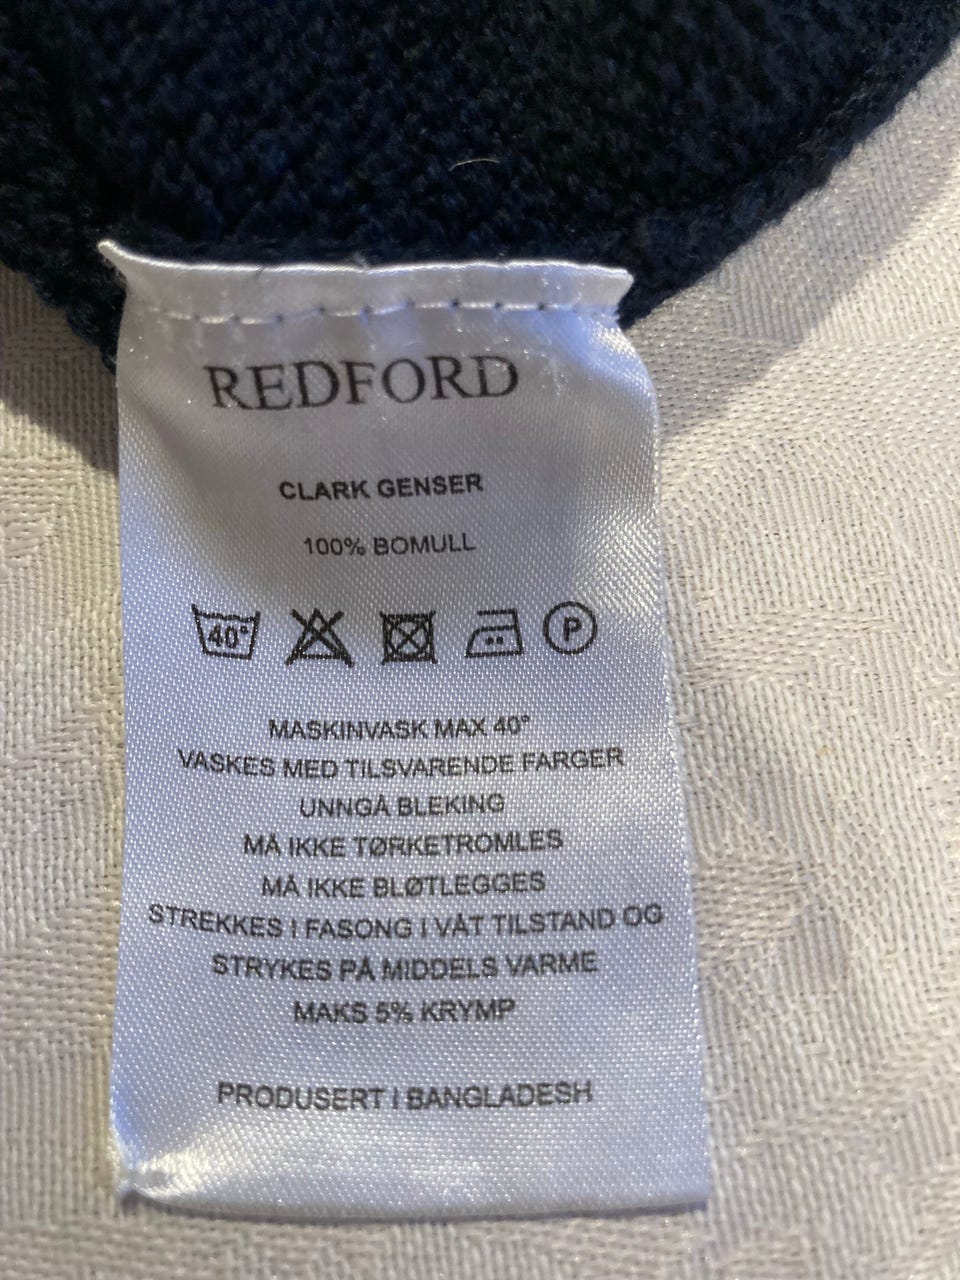 REDFORD
CLARK GENSER
100% BOMULL
40° P
MASKINVASK MAX 40°
VASKES MED TILSVARENDE FARGER
UNNGÅ BLEKING
MÅ IKKE TØRKETROMLES
MÅ IKKE BLØTLEGGES
STREKKES I FASONG I VÅT TILSTAND OG
STRYKES PÅ MIDDELS VARME
MAKS 5% KRYMP
PRODUSERT I BANGLADESH